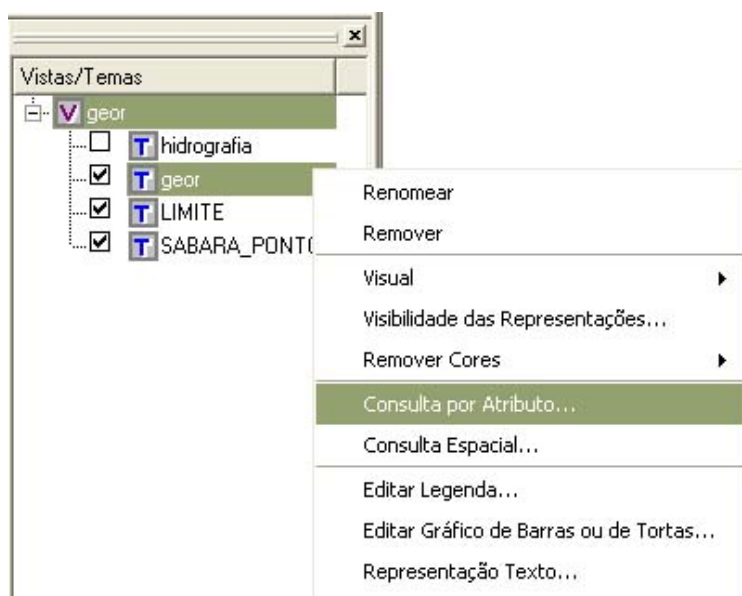 Vistas/Temas
V geor
T hidrografia
T geor
T LIMITE
T SABARA_PONTO
Renomear
Remover
Visual
Visibilidade das Representações...
Remover Cores
Consulta por Atributo...
Consulta Espacial...
Editar Legenda...
Editar Gráfico de Barras ou de Tortas...
Representação Texto...